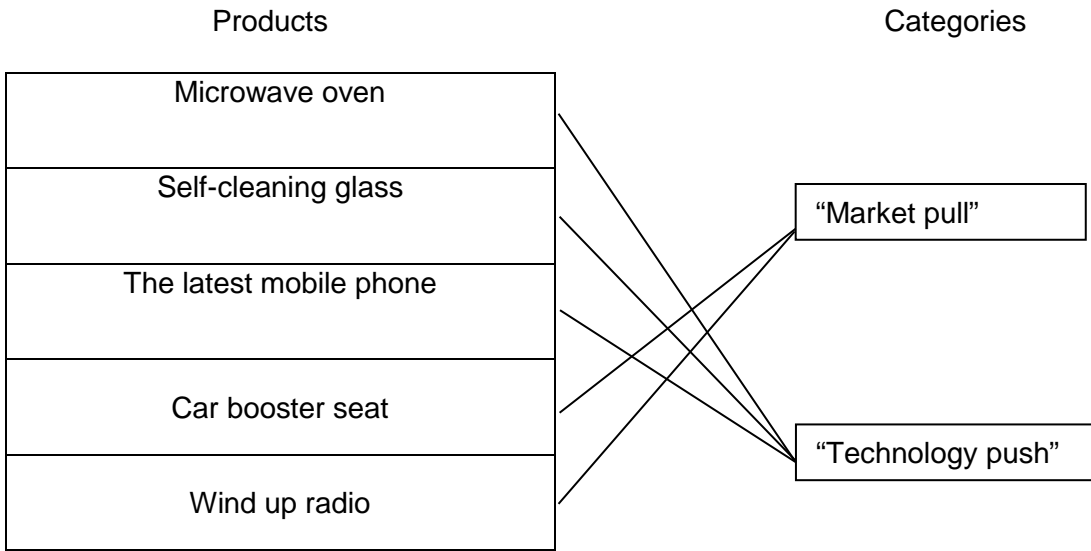 Products
Categories
Microwave oven
Self-cleaning glass
The latest mobile phone
Car booster seat
Wind up radio
“Market pull”
“Technology push”